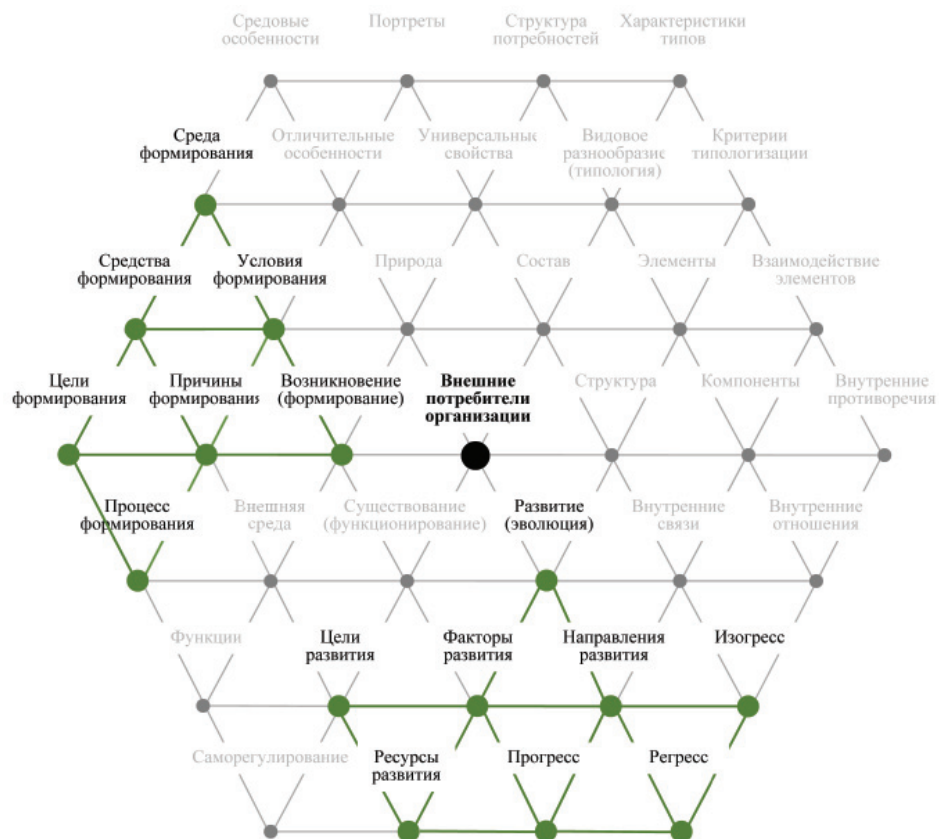 Средовые
особенности
Портреты
Структура
потребностей
Характеристики
типов
Среда
формирования
Отличительные
особенности
Универсальные
свойства
Видовое
разнообразие
(типология)
Критерии
типологизации
Средства
формирования
Условия
формирования
Природа
Состав
Элементы
Взаимодействие
элементов
Цели
формирования
Причины
формирования
Возникновение
(формирование)
Внешние
потребители
организации
Структура
Компоненты
Внутренние
противоречия
Процесс
формирования
Внешняя
среда
Существование
(функционирование)
Развитие
(эволюция)
Внутренние
связи
Внутренние
отношения
Функции
Цели
развития
Факторы
развития
Направления
развития
Изогресс
Саморегулирование
Ресурсы
развития
Прогресс
Регресс